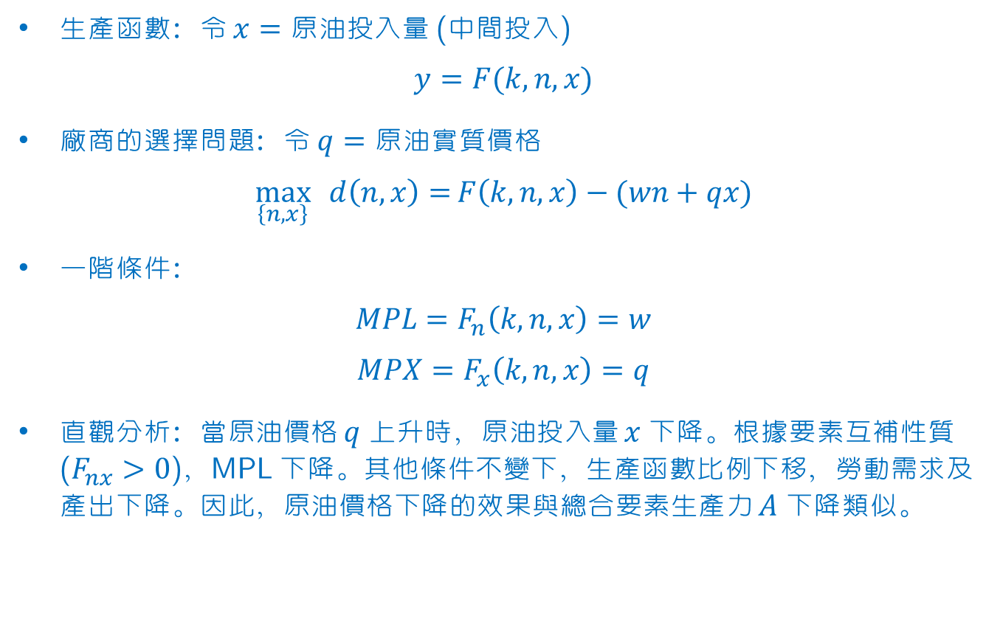 • 生產函數: 令 x = 原油投入量 (中間投入)
y = F(k, n, x)
• 廠商的選擇問題: 令 q = 原油實質價格
max d(n, x) = F(k, n, x) − (wn + qx)
{n,x}
• 一階條件:
MPL = Fₙ(k, n, x) = w
MPX = Fₓ(k, n, x) = q
• 直觀分析: 當原油價格 q 上升時, 原油投入量 x 下降。根據要素互補性質
(Fₙₓ > 0), MPL 下降。其他條件不變下, 生產函數比例下移, 勞動需求及
產出下降。因此, 原油價格下降的效果與總合要素生產力 A 下降類似。